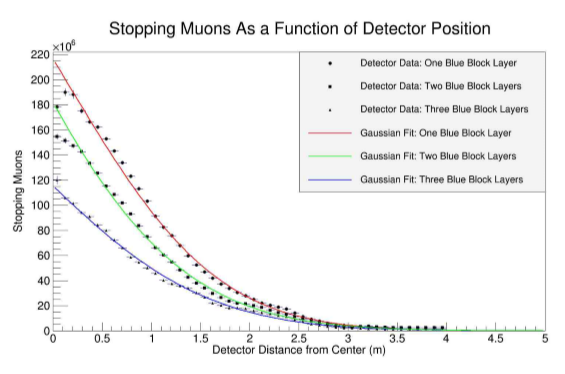 Stopping Muons As a Function of Detector Position
×10⁶
220
200
180
160
140
120
100
80
60
40
20
0
Stopping Muons
Detector Data: One Blue Block Layer
Detector Data: Two Blue Block Layers
Detector Data: Three Blue Block Layers
Gaussian Fit: One Blue Block Layer
Gaussian Fit: Two Blue Block Layers
Gaussian Fit: Three Blue Block Layers
0 0.5 1 1.5 2 2.5 3 3.5 4 4.5 5
Detector Distance from Center (m)